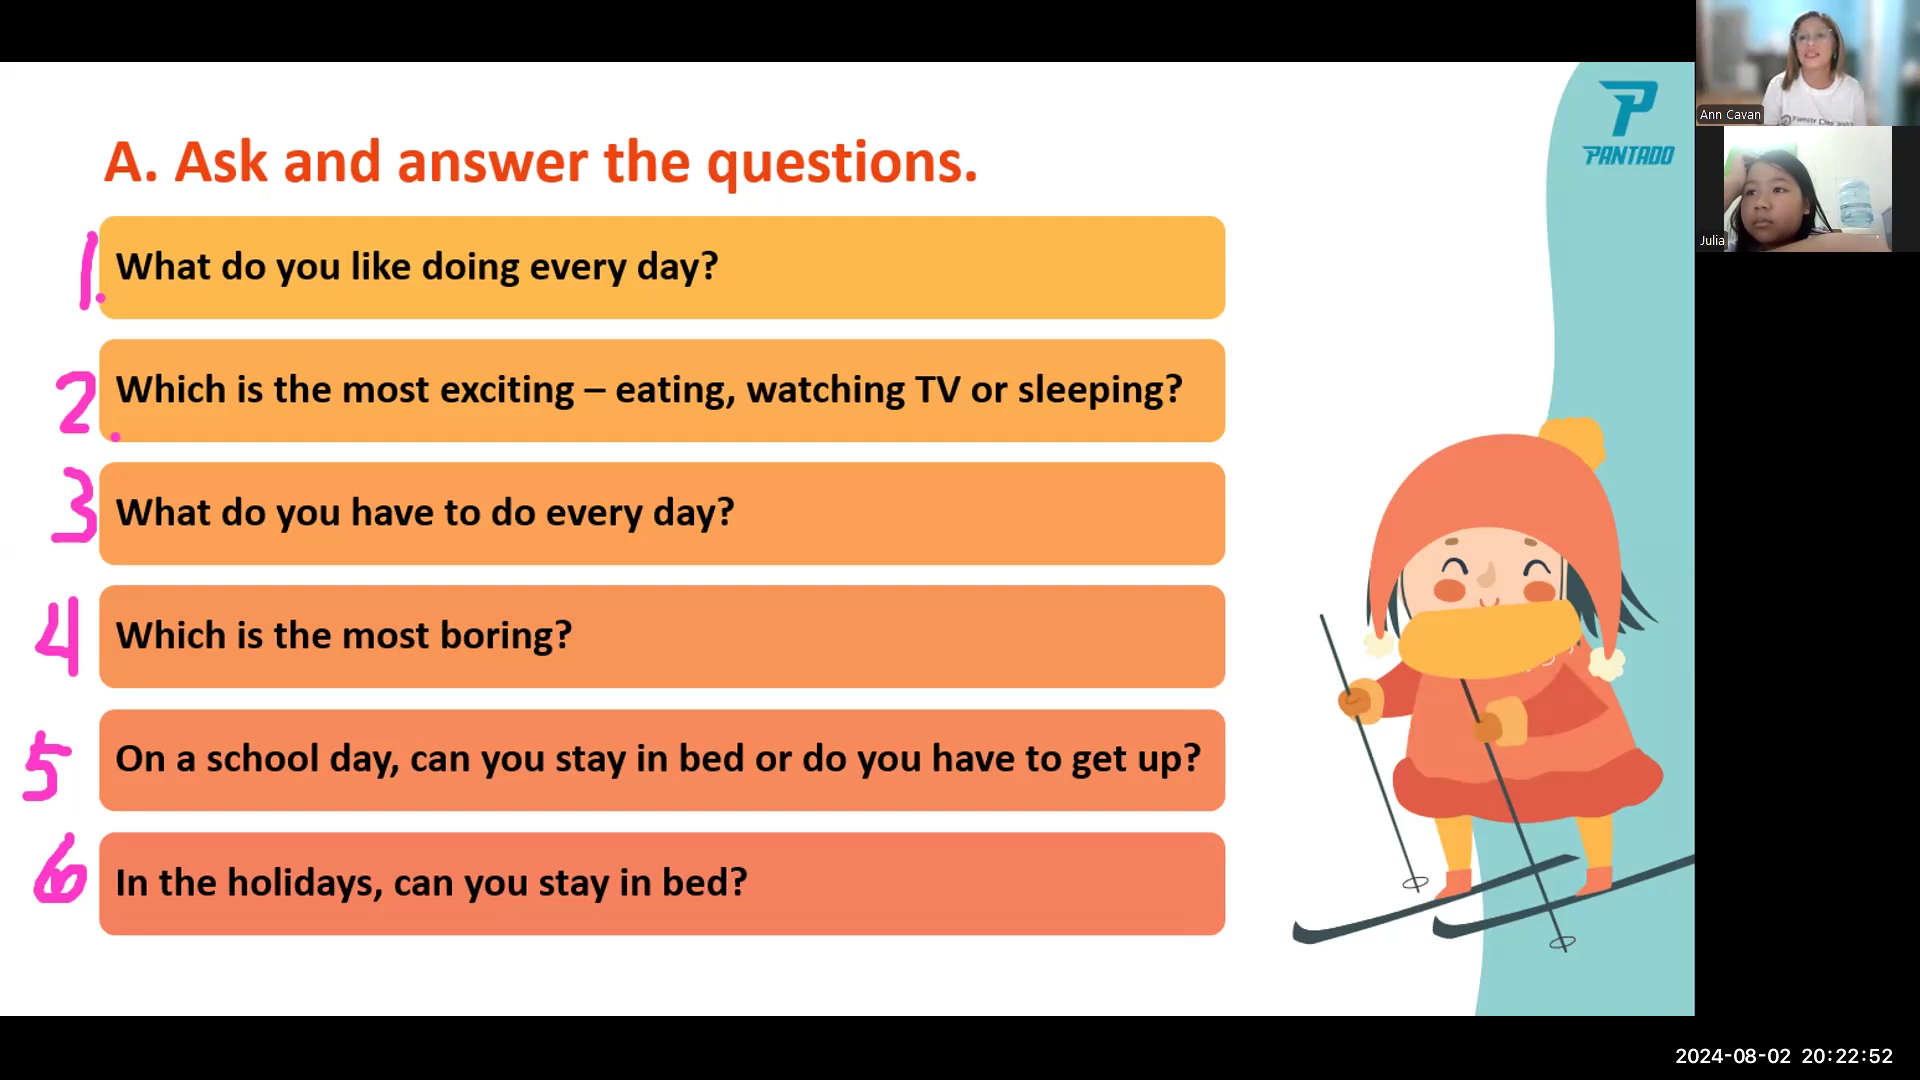 PANTADO
A. Ask and answer the questions.
1. What do you like doing every day?
2. Which is the most exciting – eating, watching TV or sleeping?
3 What do you have to do every day?
4 Which is the most boring?
5 On a school day, can you stay in bed or do you have to get up?
6 In the holidays, can you stay in bed?
Ann Cavan
Julia
2024-08-02 20:22:52